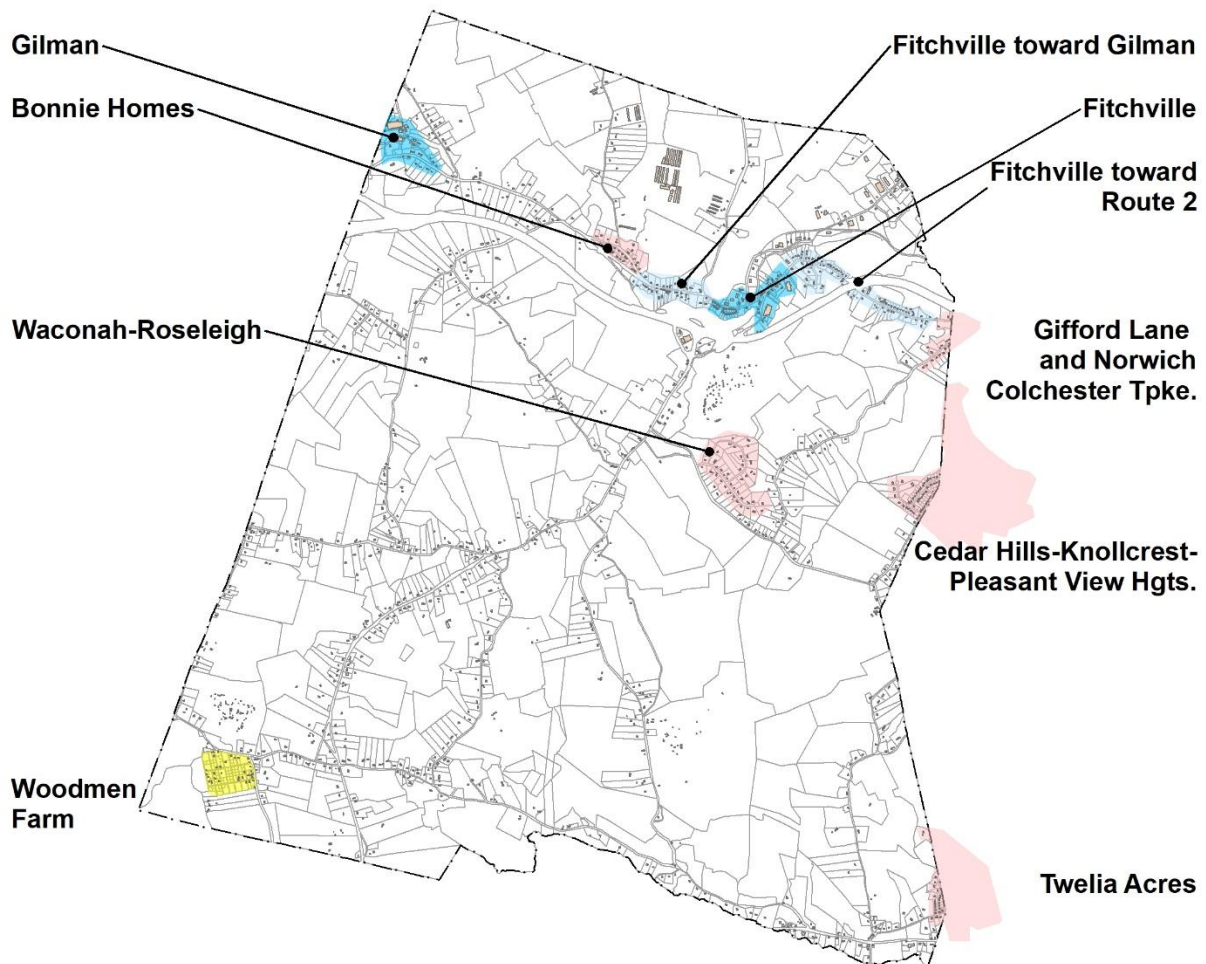 Gilman
Bonnie Homes
Fitchville toward Gilman
Fitchville
Fitchville toward
Route 2
Waconah-Roseleigh
Gifford Lane
and Norwich
Colchester Tpke.
Cedar Hills-Knollcrest-
Pleasant View Hgts.
Woodmen
Farm
Twelia Acres